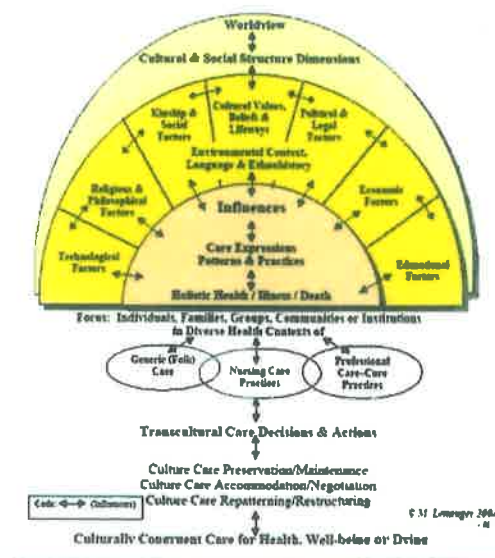 Worldview
Cultural & Social Structure Dimensions
Kinship &
Social
Factors
Cultural Values,
Beliefs &
Lifeways
Political &
Legal
Factors
Environmental Context,
Language & Ethnohistory
Religious &
Philosophical
Factors
Economic
Factors
Technological
Factors
Educational
Factors
Influences
Care Expressions
Patterns & Practices
Holistic Health / Illness / Death
Focus: Individuals, Families, Groups, Communities or Institutions
in Diverse Health Contexts of
Generic (Folk)
Care
Nursing Care
Practices
Professional
Care-Cure
Practices
Transcultural Care Decisions & Actions
Culture Care Preservation/Maintenance
Culture Care Accommodation/Negotiation
Culture Care Repatterning/Restructuring
Code: (Influences)
© M. Leininger
Culturally Congruent Care for Health, Well-being or Dying